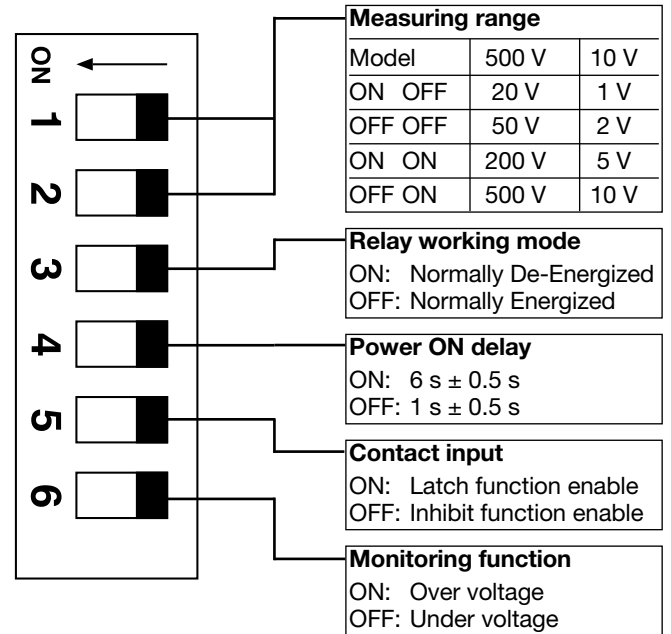 ON
1
2
3
4
5
6
Measuring range
Model 500 V 10 V
ON OFF 20 V 1 V
OFF OFF 50 V 2 V
ON ON 200 V 5 V
OFF ON 500 V 10 V
Relay working mode
ON: Normally De-Energized
OFF: Normally Energized
Power ON delay
ON: 6 s ± 0.5 s
OFF: 1 s ± 0.5 s
Contact input
ON: Latch function enable
OFF: Inhibit function enable
Monitoring function
ON: Over voltage
OFF: Under voltage